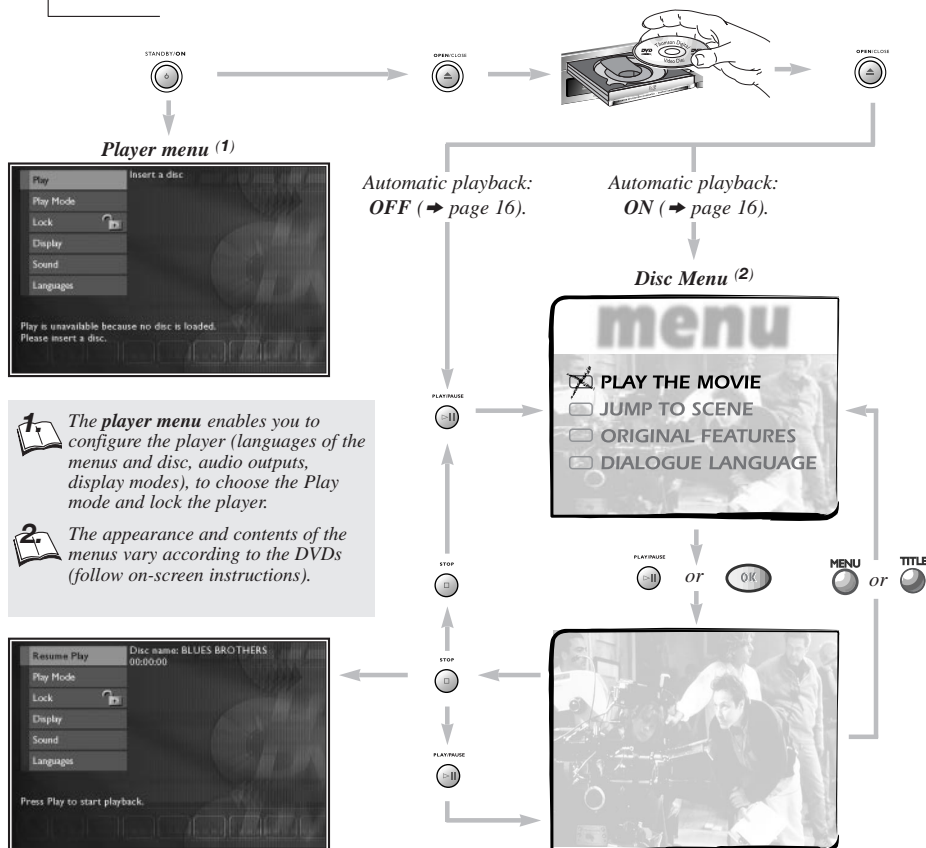 STANDBY/ON
OPEN/CLOSE
DVD
Thomson Digital
Video Disc
OPEN/CLOSE
Player menu (1)
Play
Insert a disc
Play Mode
Lock
Display
Sound
Languages
Play is unavailable because no disc is loaded.
Please insert a disc.
Automatic playback:
OFF (➜ page 16).
Automatic playback:
ON (➜ page 16).
Disc Menu (2)
menu
PLAY THE MOVIE
JUMP TO SCENE
ORIGINAL FEATURES
DIALOGUE LANGUAGE
PLAY/PAUSE
1. The player menu enables you to
configure the player (languages of the
menus and disc, audio outputs,
display modes), to choose the Play
mode and lock the player.
2. The appearance and contents of the
menus vary according to the DVDs
(follow on-screen instructions).
STOP
PLAY/PAUSE
or
OK
MENU
or
TITLE
Resume Play
Disc name: BLUES BROTHERS
00:00:00
Play Mode
Lock
Display
Sound
Languages
Press Play to start playback.
STOP
PLAY/PAUSE